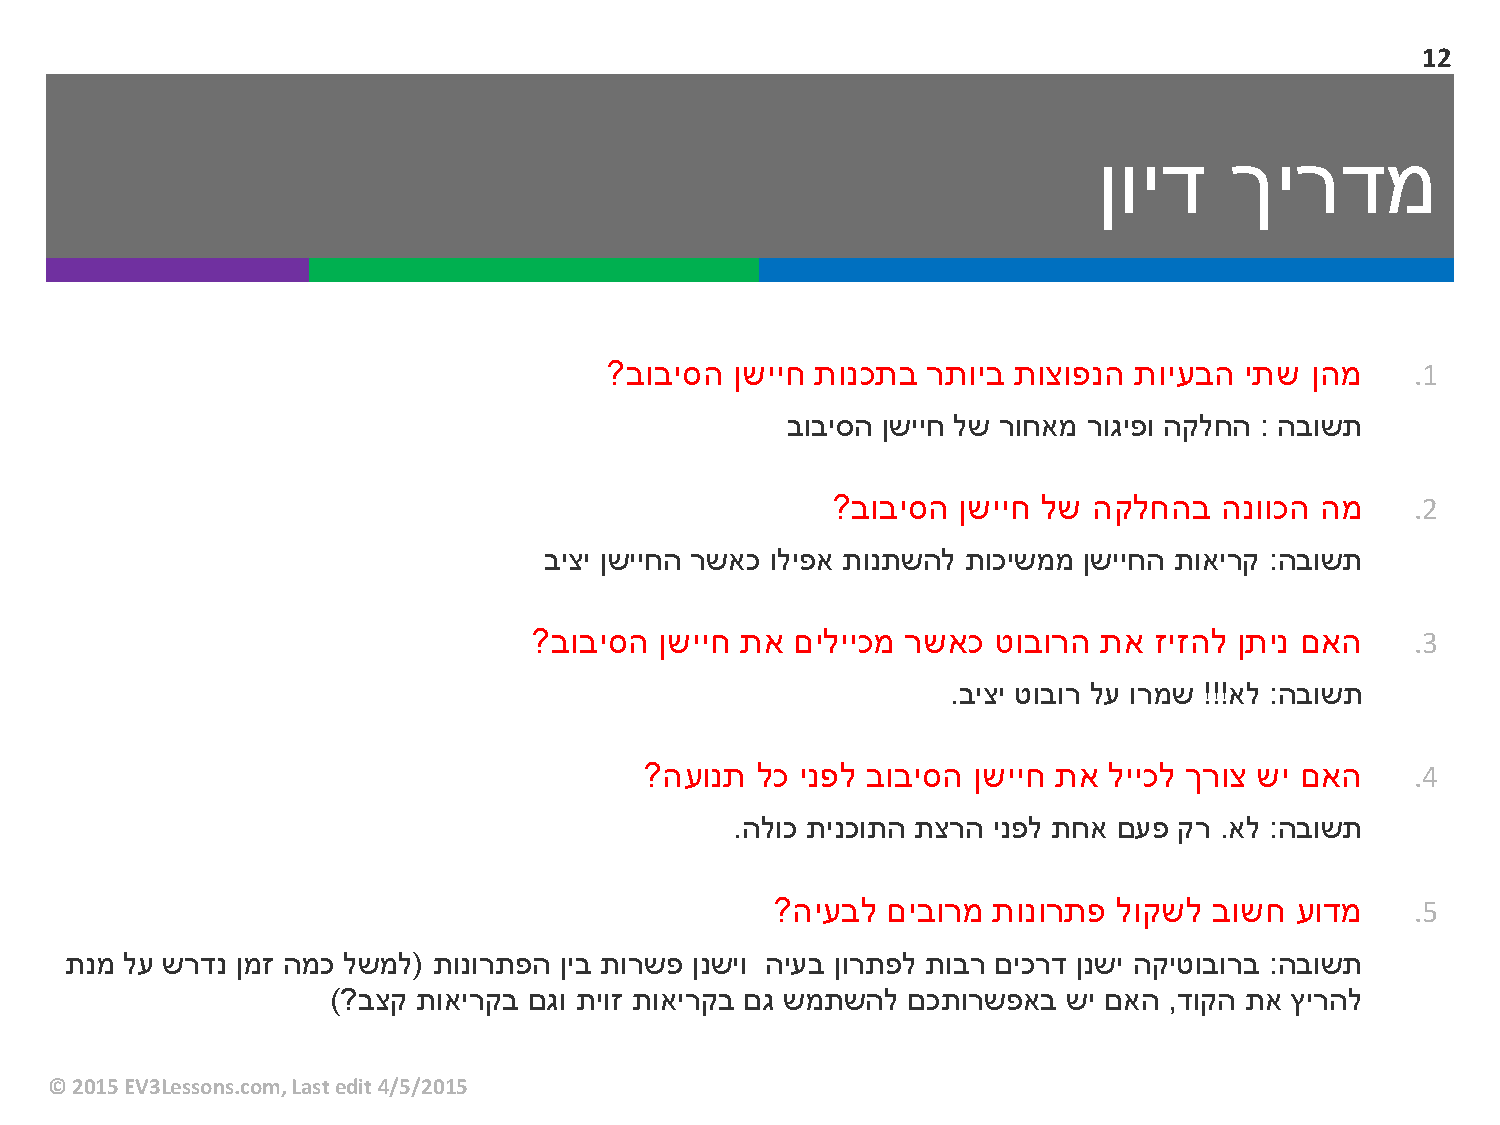 12
מדריך דיון
1. מהן שתי הבעיות הנפוצות ביותר בתכנות חיישן הסיבוב?
תשובה : החלקה ופיגור מאחור של חיישן הסיבוב
2. מה הכוונה בהחלקה של חיישן הסיבוב?
תשובה: קריאות החיישן ממשיכות להשתנות אפילו כאשר החיישן יציב
3. האם ניתן להזיז את הרובוט כאשר מכיילים את חיישן הסיבוב?
תשובה: לא!!! שמרו על רובוט יציב.
4. האם יש צורך לכייל את חיישן הסיבוב לפני כל תנועה?
תשובה: לא. רק פעם אחת לפני הרצת התוכנית כולה.
5. מדוע חשוב לשקול פתרונות מרובים לבעיה?
תשובה: ברובוטיקה ישנן דרכים רבות לפתרון בעיה וישנן פשרות בין הפתרונות (למשל כמה זמן נדרש על מנת
להריץ את הקוד, האם יש באפשרותכם להשתמש גם בקריאות זוית וגם בקריאות קצב?)
© 2015 EV3Lessons.com, Last edit 4/5/2015